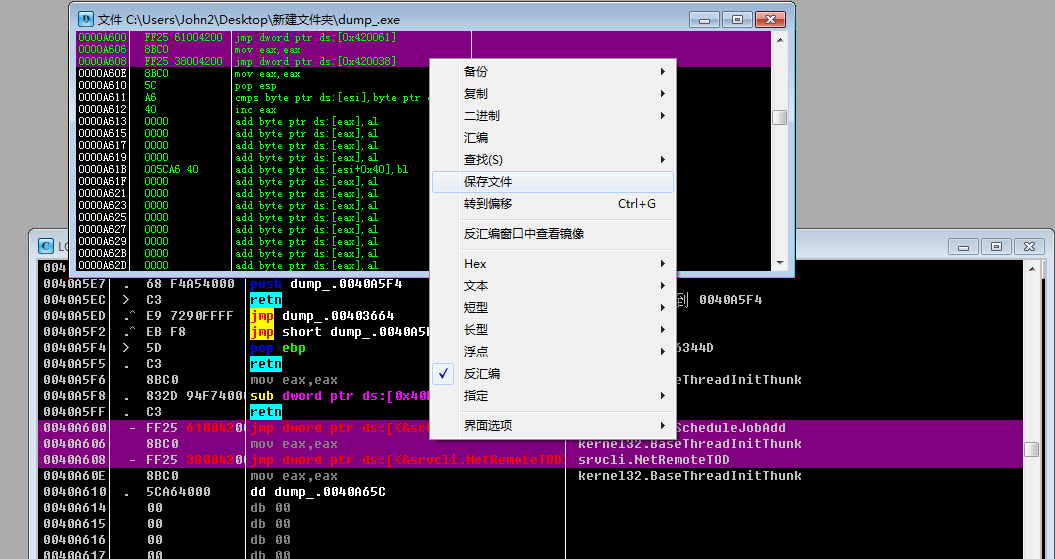 文件 C:\Users\John2\Desktop\新建文件夹\dump_.exe
0000A600 FF25 61004200 jmp dword ptr ds:[0x420061]
0000A606 8BC0 mov eax,eax
0000A608 FF25 38004200 jmp dword ptr ds:[0x420038]
0000A60E 8BC0 mov eax,eax
0000A610 5C pop esp
0000A611 A6 cmps byte ptr ds:[esi],byte ptr
0000A612 40 inc eax
0000A613 0000 add byte ptr ds:[eax],al
0000A615 0000 add byte ptr ds:[eax],al
0000A617 0000 add byte ptr ds:[eax],al
0000A619 0000 add byte ptr ds:[eax],al
0000A61B 005CA6 40 add byte ptr ds:[esi+0x40],bl
0000A61F 0000 add byte ptr ds:[eax],al
0000A621 0000 add byte ptr ds:[eax],al
0000A623 0000 add byte ptr ds:[eax],al
0000A625 0000 add byte ptr ds:[eax],al
0000A627 0000 add byte ptr ds:[eax],al
0000A629 0000 add byte ptr ds:[eax],al
0000A62B 0000 add byte ptr ds:[eax],al
0000A62D 0000 add byte ptr ds:[eax],al
备份
复制
二进制
汇编
查找(S)
保存文件
转到偏移 Ctrl+G
反汇编窗口中查看镜像
Hex
文本
短型
长型
浮点
反汇编
指定
界面选项
0040A5E7 . 68 F4A54000 push dump_.0040A5F4
0040A5EC > C3 retn 0040A5F4
0040A5ED .^ E9 7290FFFF jmp dump_.00403664
0040A5F2 .^ EB F8 jmp short dump_.0040A5
0040A5F4 > 5D pop ebp 6344D
0040A5F5 . C3 retn
0040A5F6 8BC0 mov eax,eax eThreadInitThunk
0040A5F8 . 832D 94F74000 sub dword ptr ds:[0x40
0040A5FF . C3 retn
0040A600 - FF25 61004200 jmp dword ptr ds:[<&sc ScheduleJobAdd
0040A606 8BC0 mov eax,eax kernel32.BaseThreadInitThunk
0040A608 - FF25 38004200 jmp dword ptr ds:[<&srvcli.NetRemoteTOD srvcli.NetRemoteTOD
0040A60E 8BC0 mov eax,eax kernel32.BaseThreadInitThunk
0040A610 . 5CA64000 dd dump_.0040A65C
0040A614 00 db 00
0040A615 00 db 00
0040A616 00 db 00
0040A617 00 db 00